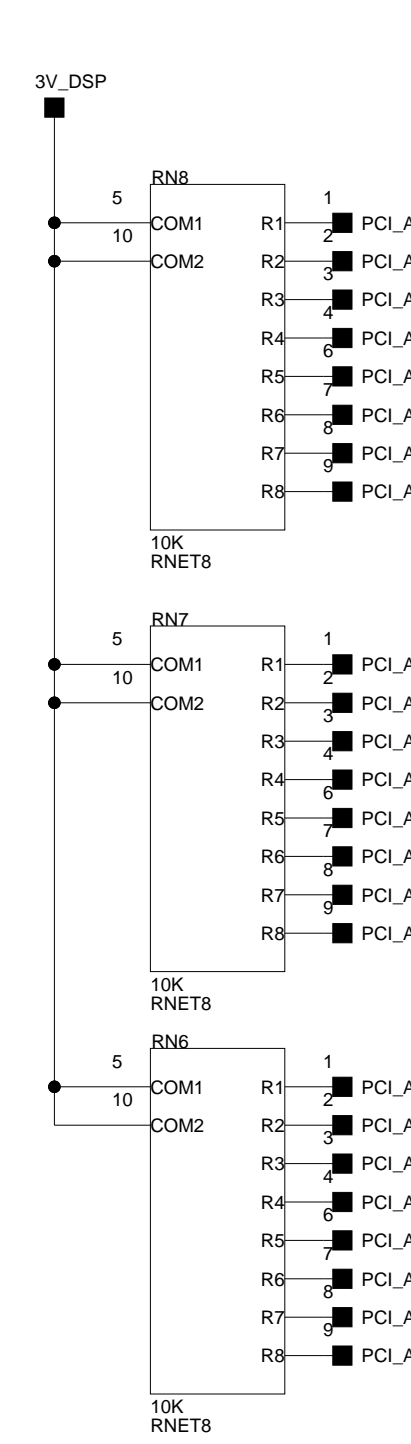 3V_DSP
RN8
5 1
COM1 R1 PCI_A
10 2
COM2 R2 PCI_A
3
R3 PCI_A
4
R4 PCI_A
6
R5 PCI_A
7
R6 PCI_A
8
R7 PCI_A
9
R8 PCI_A
10K
RNET8
RN7
5 1
COM1 R1 PCI_A
10 2
COM2 R2 PCI_A
3
R3 PCI_A
4
R4 PCI_A
6
R5 PCI_A
7
R6 PCI_A
8
R7 PCI_A
9
R8 PCI_A
10K
RNET8
RN6
5 1
COM1 R1 PCI_A
10 2
COM2 R2 PCI_A
3
R3 PCI_A
4
R4 PCI_A
6
R5 PCI_A
7
R6 PCI_A
8
R7 PCI_A
9
R8 PCI_A
10K
RNET8